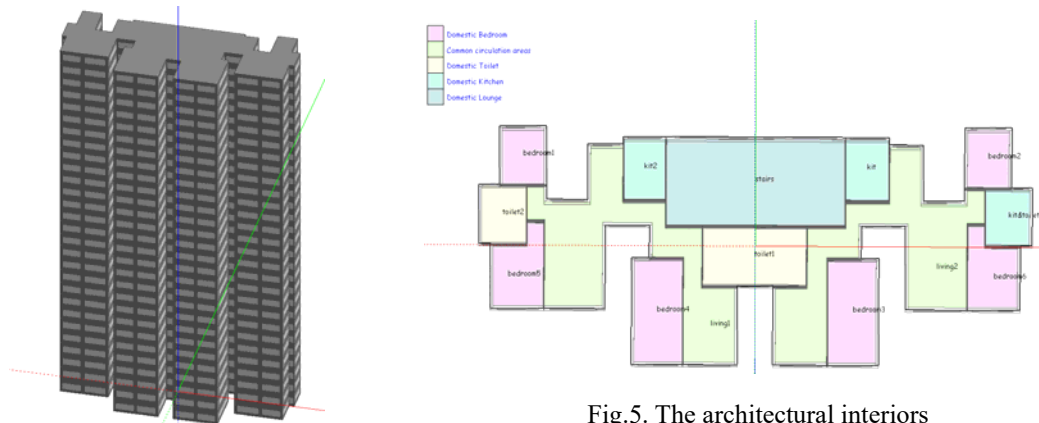 Domestic Bedroom
Common circulation areas
Domestic Toilet
Domestic Kitchen
Domestic Lounge
bedroom1
kit2
stairs
kit
bedroom2
toilet2
kit&toilet
toilet1
bedroom5
living2
bedroom6
bedroom4
living1
bedroom3
Fig.5. The architectural interiors